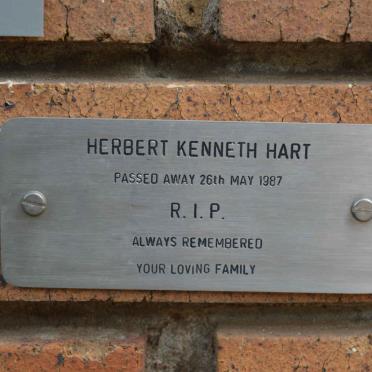 HERBERT KENNETH HART
PASSED AWAY 26th MAY 1987
R.I.P.
ALWAYS REMEMBERED
YOUR LOVING FAMILY